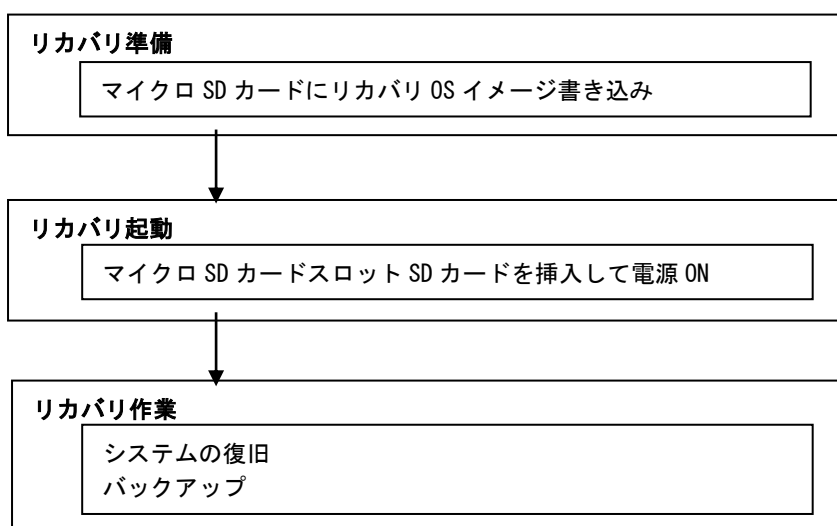 リカバリ準備
マイクロ SD カードにリカバリ OS イメージ書き込み
リカバリ起動
マイクロ SD カードスロット SD カードを挿入して電源 ON
リカバリ作業
システムの復旧
バックアップ